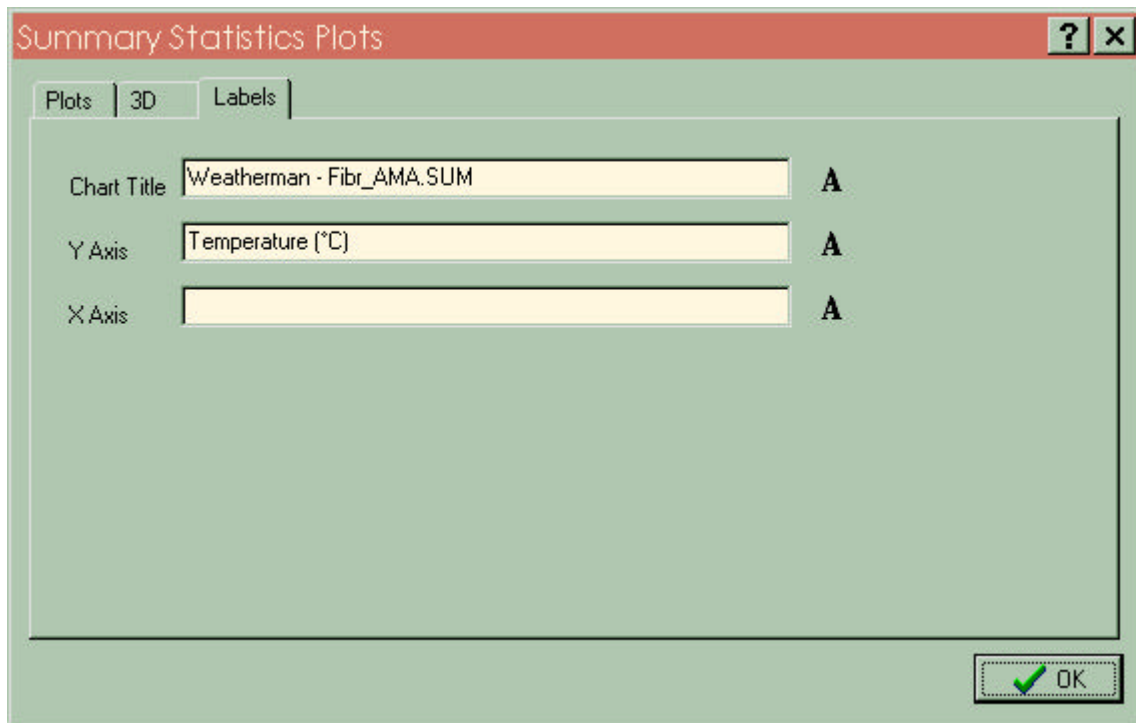 Summary Statistics Plots ?
Plots 3D Labels
Chart Title Weatherman - Fibr_AMA.SUM A
Y Axis Temperature (°C) A
X Axis A
OK